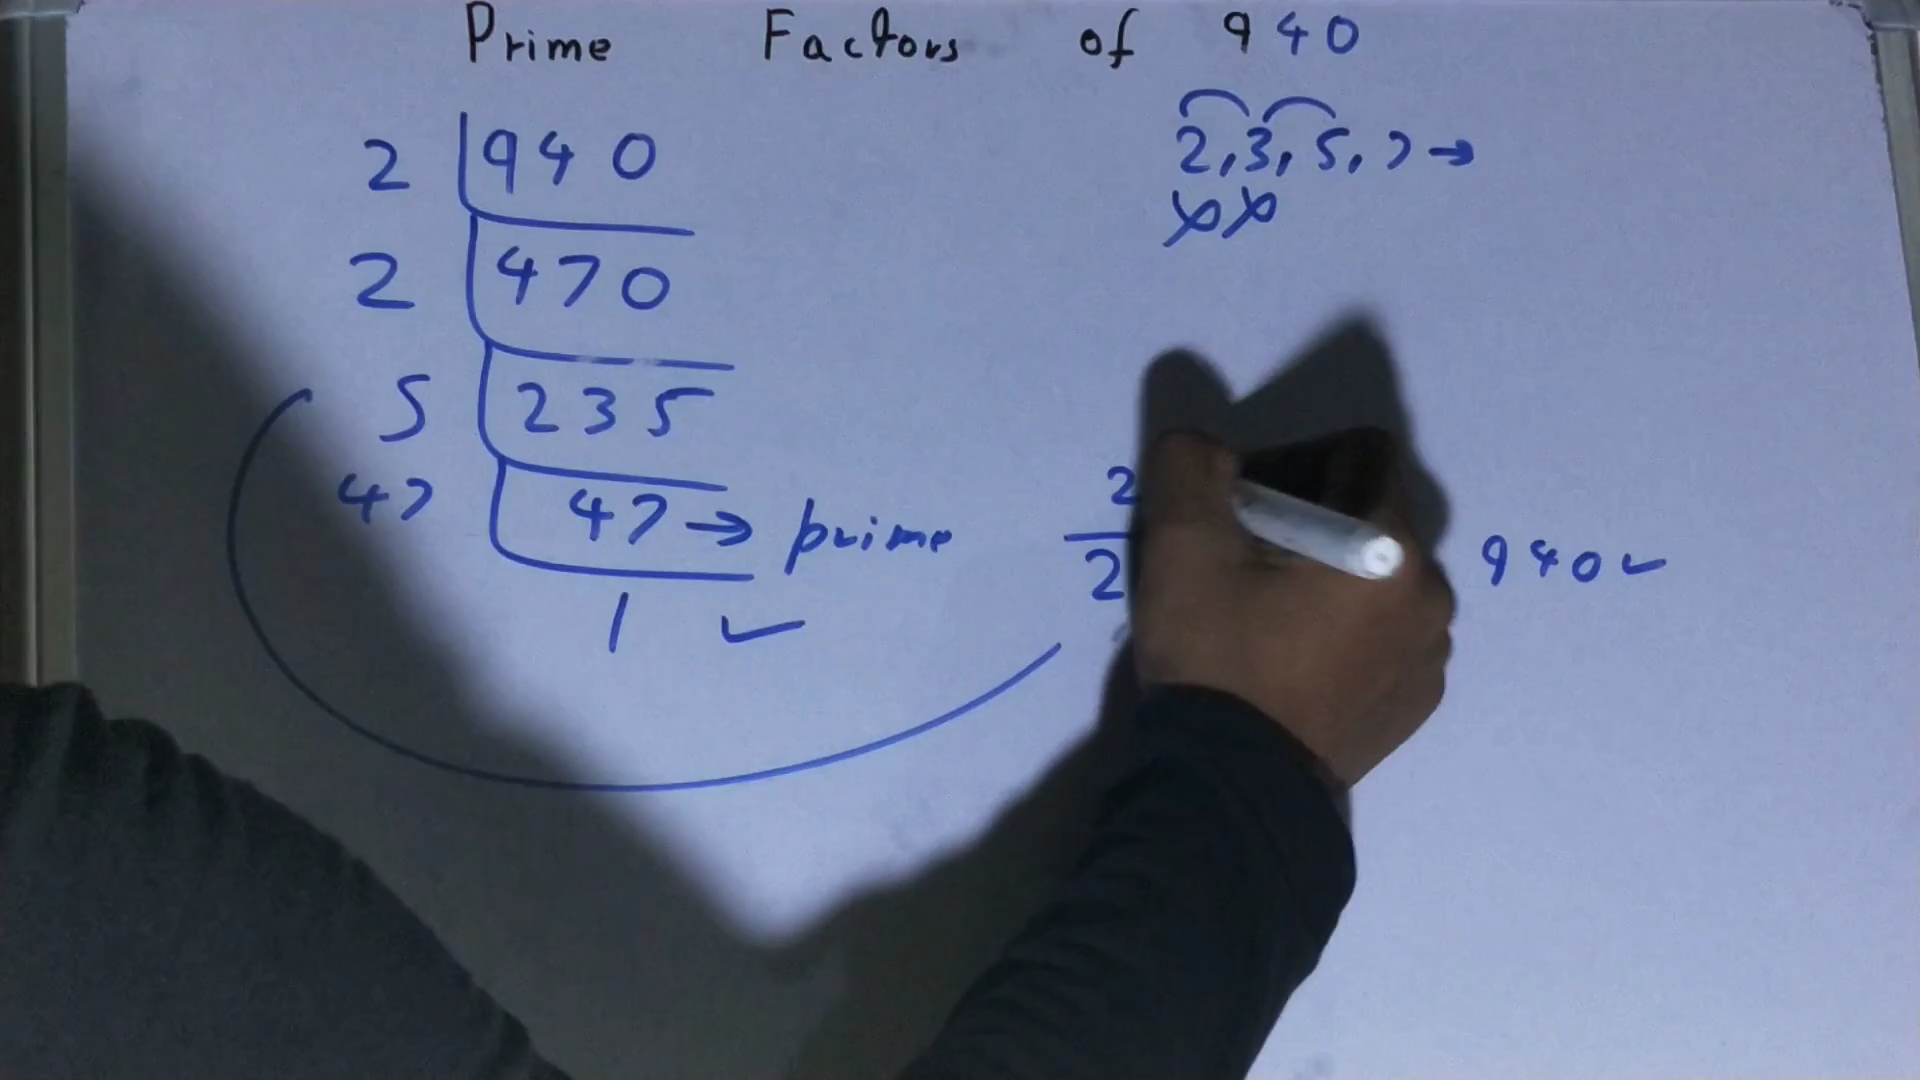 Prime Factors of 940
2 940
2, 3, 5, 7 →
2 470
5 235
47 47 → prime
2
2
940 ✓
1 ✓